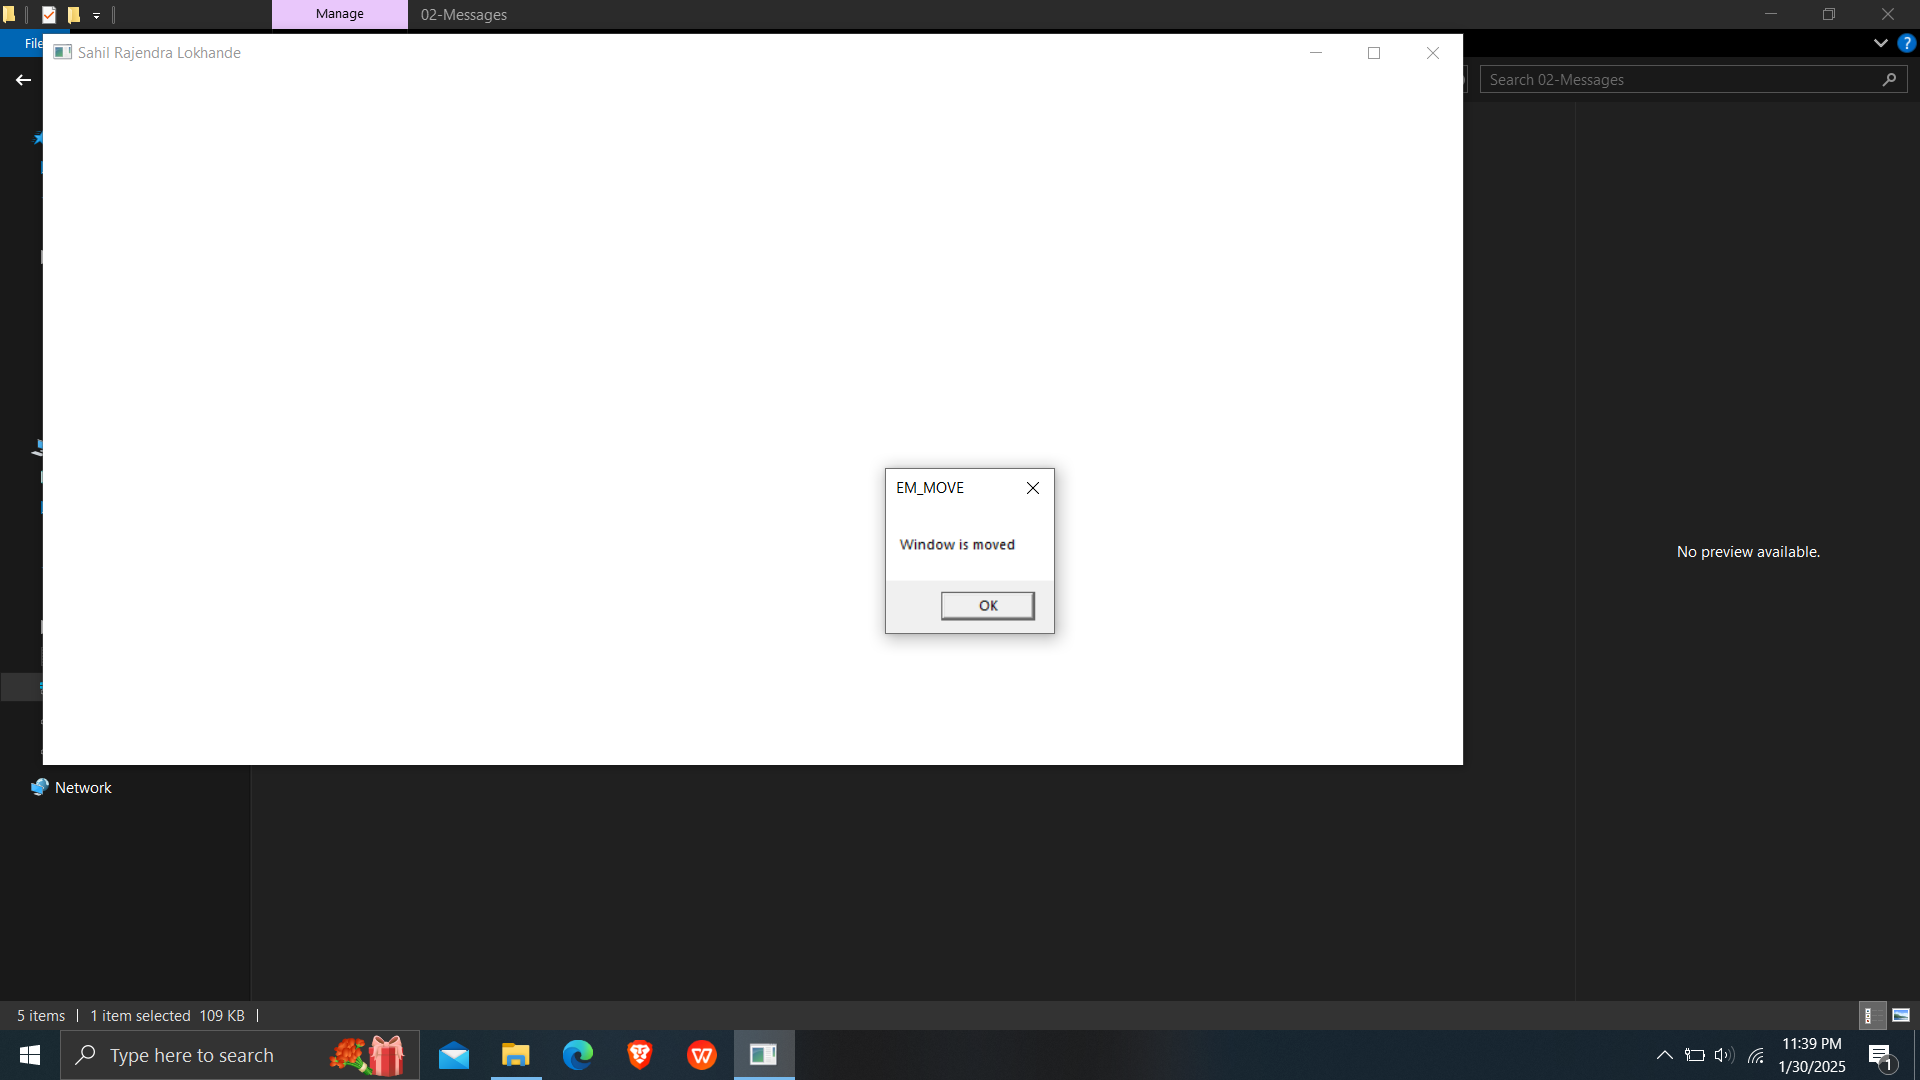 Manage
02-Messages
File
Sahil Rajendra Lokhande
Search 02-Messages
EM_MOVE
Window is moved
OK
No preview available.
Network
5 items
1 item selected 109 KB
Type here to search
11:39 PM
1/30/2025
1